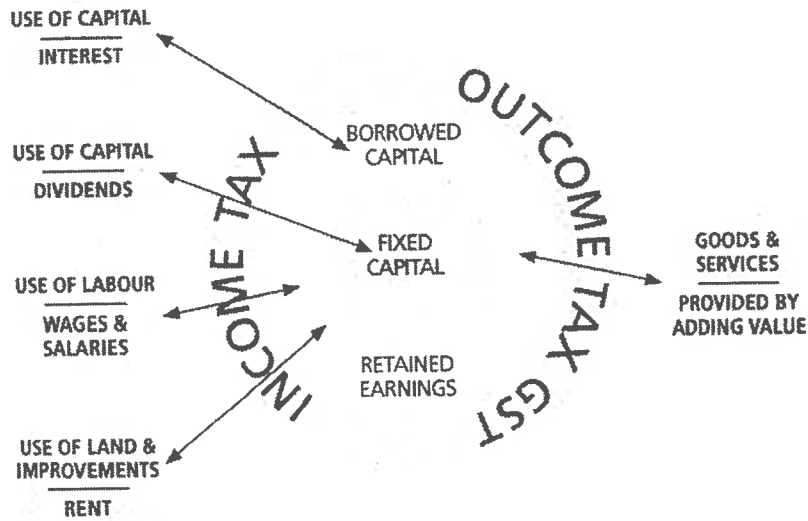 USE OF CAPITAL
INTEREST
USE OF CAPITAL
DIVIDENDS
USE OF LABOUR
WAGES &
SALARIES
USE OF LAND &
IMPROVEMENTS
RENT
INCOME TAX
BORROWED
CAPITAL
FIXED
CAPITAL
RETAINED
EARNINGS
OUTCOME TAX GST
GOODS &
SERVICES
PROVIDED BY
ADDING VALUE